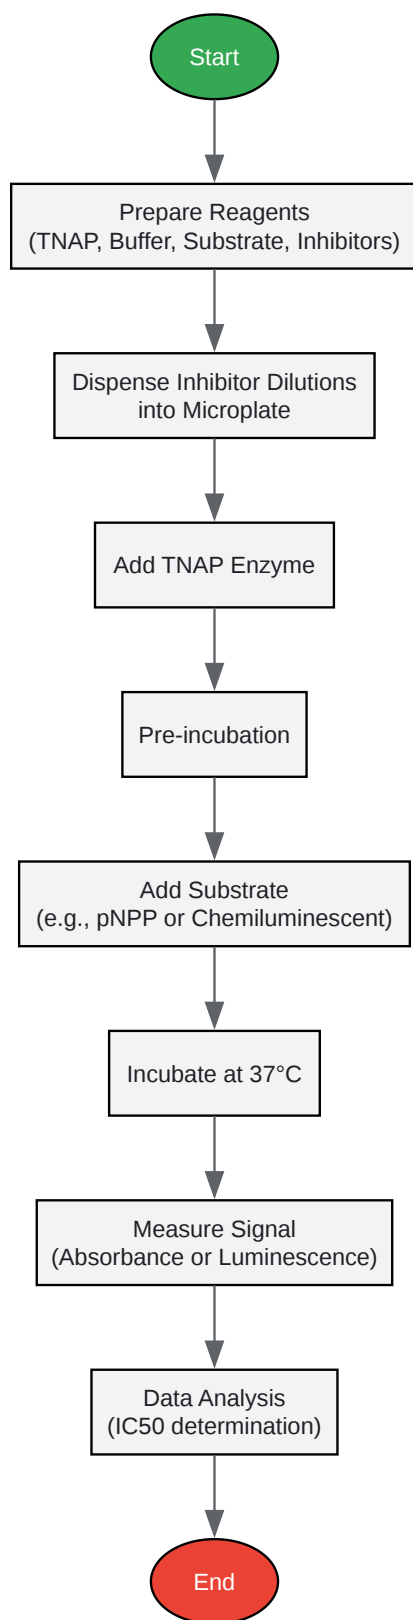 Start
Prepare Reagents
(TNAP, Buffer, Substrate, Inhibitors)
Dispense Inhibitor Dilutions
into Microplate
Add TNAP Enzyme
Pre-incubation
Add Substrate
(e.g., pNPP or Chemiluminescent)
Incubate at 37°C
Measure Signal
(Absorbance or Luminescence)
Data Analysis
(IC50 determination)
End